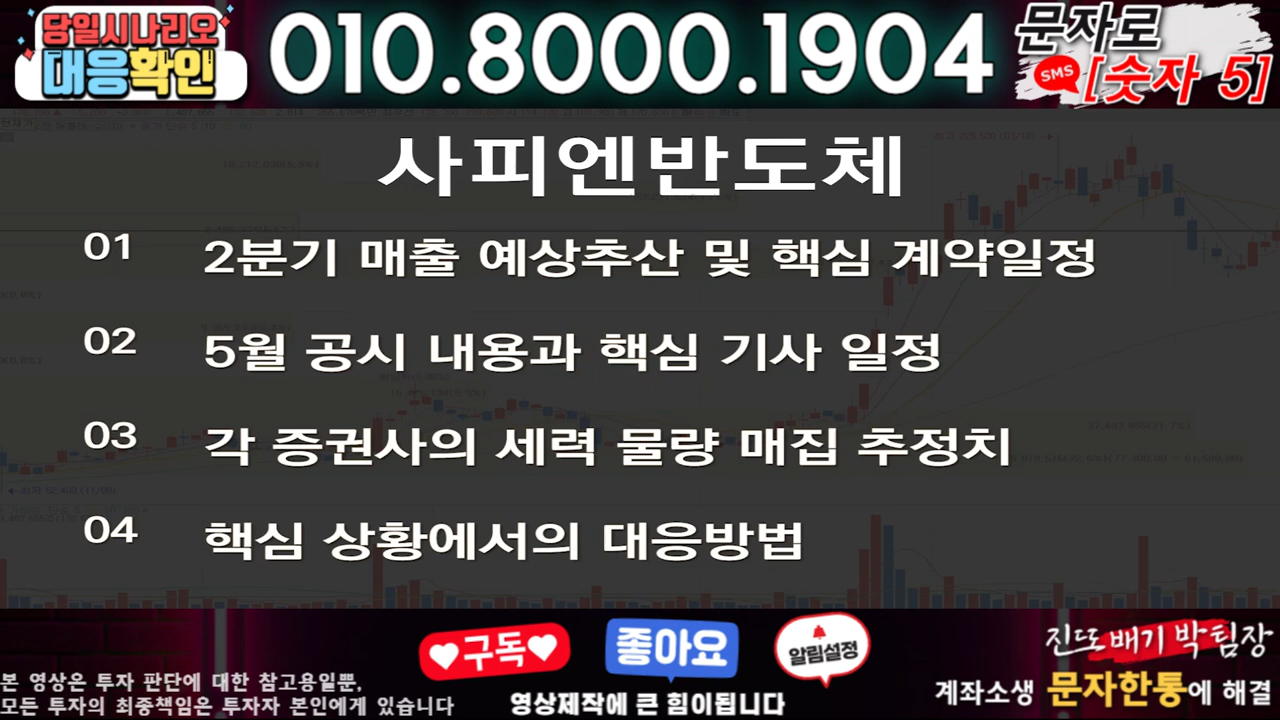 당일시나리오
대응확인
010.8000.1904
문자로
SMS
[숫자 5]
사피엔반도체
01 2분기 매출 예상추산 및 핵심 계약일정
02 5월 공시 내용과 핵심 기사 일정
03 각 증권사의 세력 물량 매집 추정치
04 핵심 상황에서의 대응방법
구독
좋아요
알림설정
영상제작에 큰 힘이됩니다
본 영상은 투자 판단에 대한 참고용일뿐,
모든 투자의 최종책임은 투자자 본인에게 있습니다
진또배기 박팀장
계좌소생 문자한통에 해결